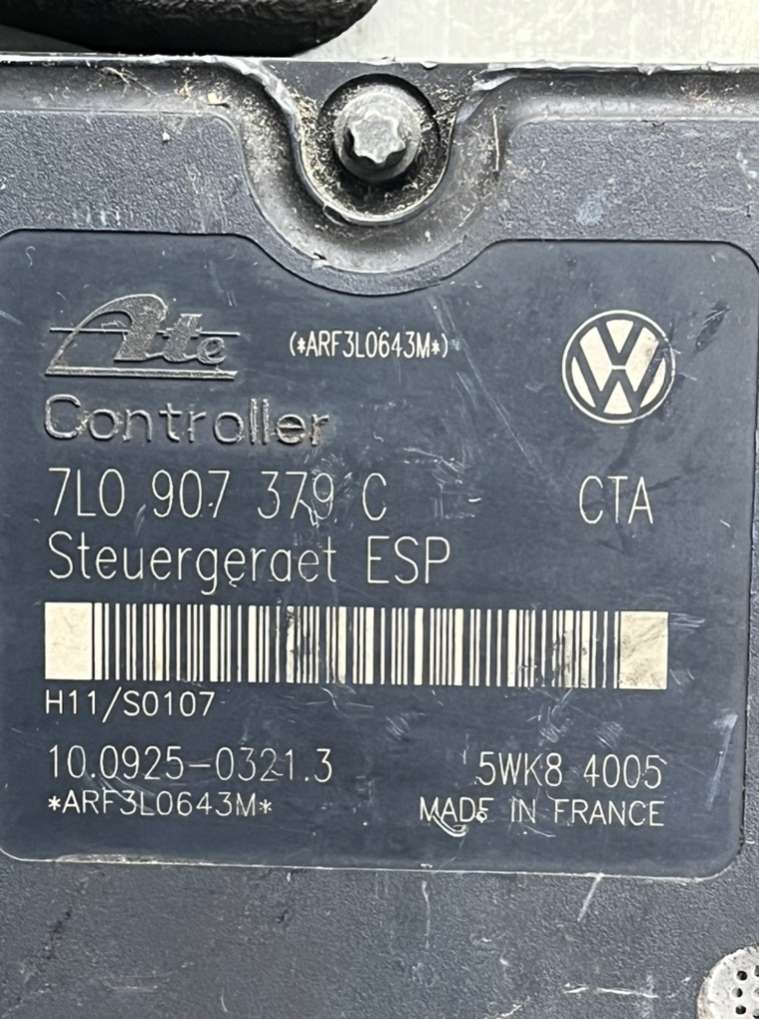 Ate
(*ARF3L0643M*)
Controller
7L0 907 379 C CTA
Steuergeraet ESP
H11/S0107
10.0925-0321.3 5WK8 4005
*ARF3L0643M* MADE IN FRANCE